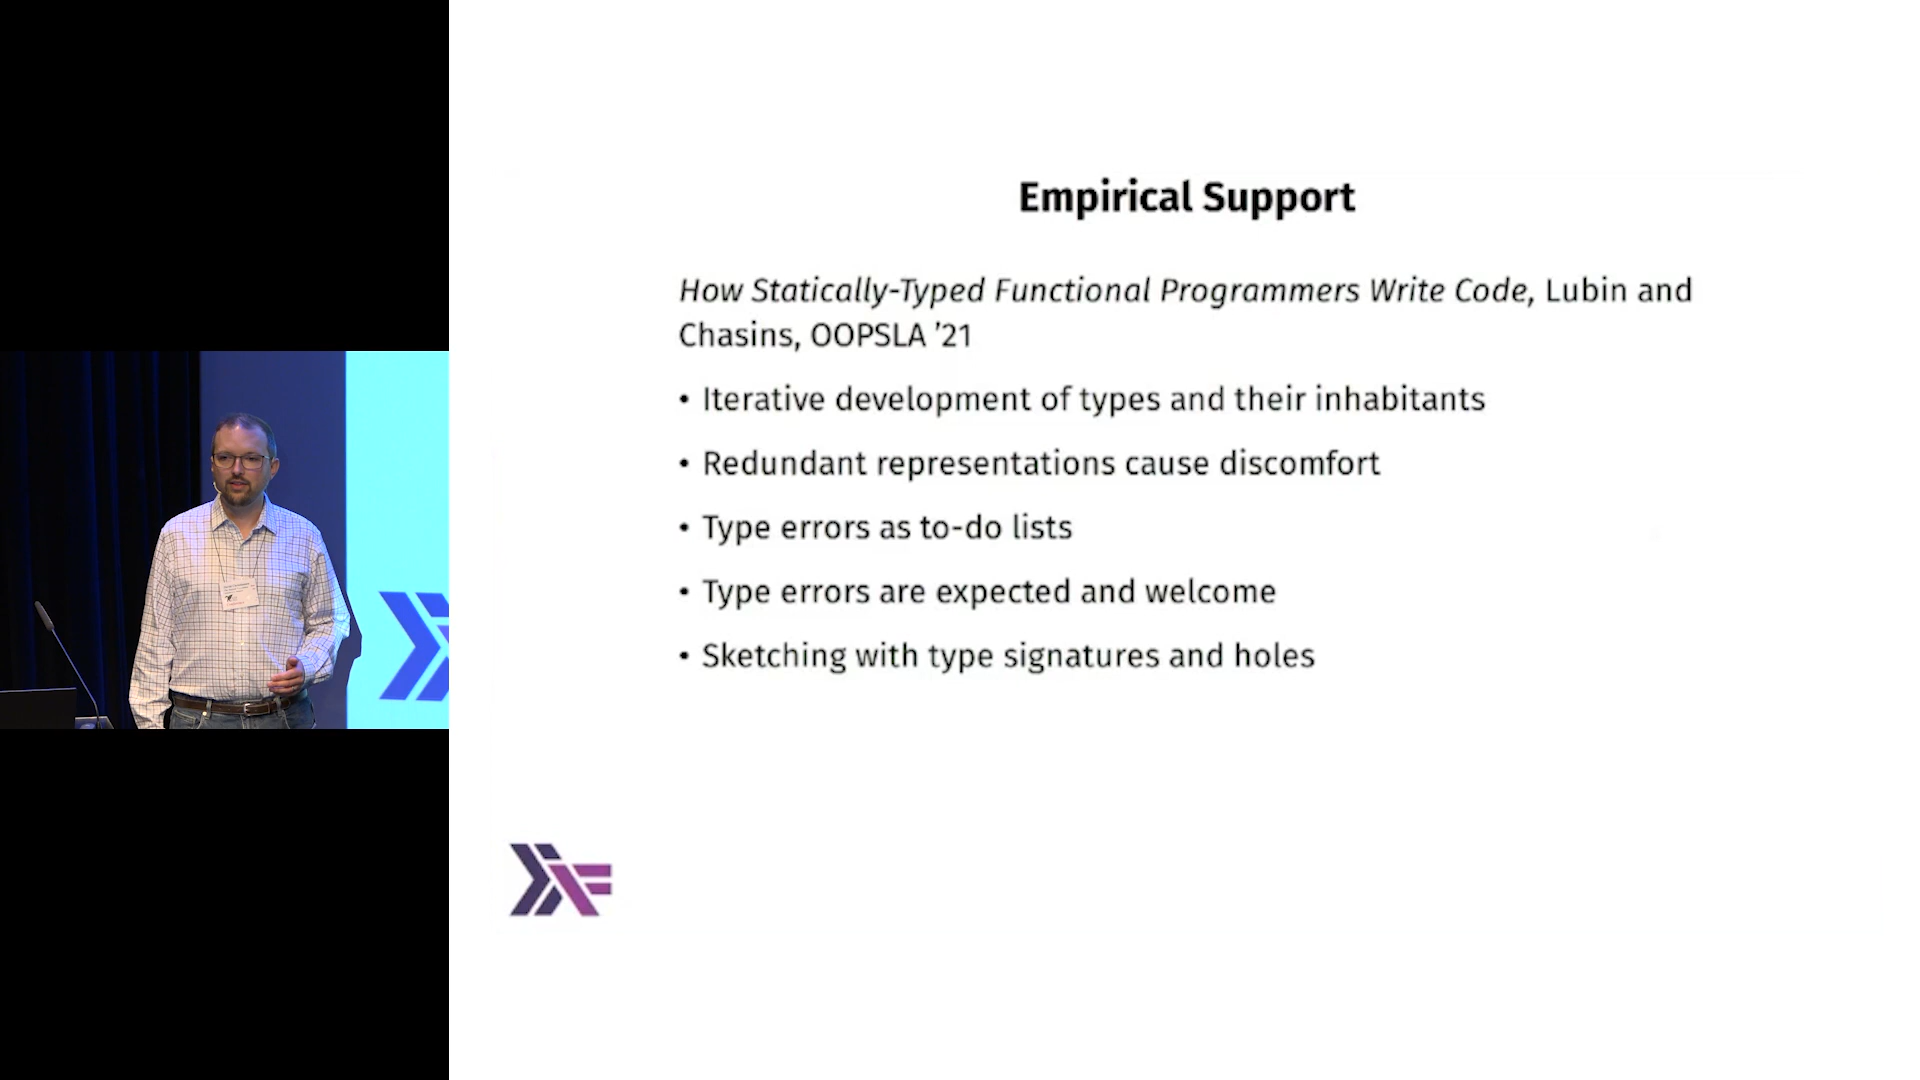 Empirical Support
How Statically-Typed Functional Programmers Write Code, Lubin and
Chasins, OOPSLA ’21
• Iterative development of types and their inhabitants
• Redundant representations cause discomfort
• Type errors as to-do lists
• Type errors are expected and welcome
• Sketching with type signatures and holes